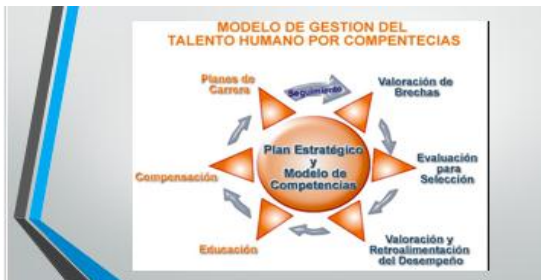 MODELO DE GESTION DEL
TALENTO HUMANO POR COMPENTECIAS
Planes de
Carrera
Seguimiento
Valoración de
Brechas
Plan Estratégico
y
Modelo de
Competencias
Evaluación
para
Selección
Compensación
Educación
Valoración y
Retroalimentación
del Desempeño